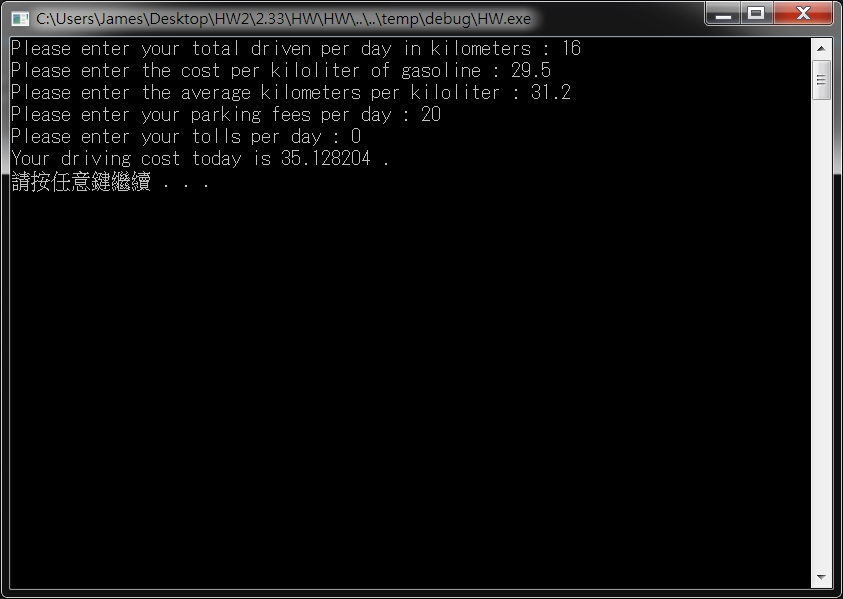 C:\Users\James\Desktop\HW2\2.33\HW\HW\..\..\temp\debug\HW.exe
Please enter your total driven per day in kilometers : 16
Please enter the cost per kiloliter of gasoline : 29.5
Please enter the average kilometers per kiloliter : 31.2
Please enter your parking fees per day : 20
Please enter your tolls per day : 0
Your driving cost today is 35.128204 .
請按任意鍵繼續 . . .